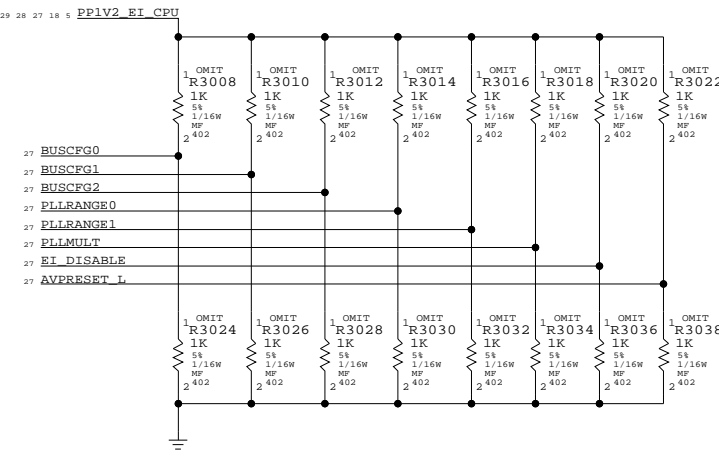 29 28 27 18 5 PP1V2_EI_CPU
OMIT OMIT OMIT OMIT OMIT OMIT OMIT OMIT
1 R3008 1 R3010 1 R3012 1 R3014 1 R3016 1 R3018 1 R3020 1 R3022
1K 1K 1K 1K 1K 1K 1K 1K
5% 5% 5% 5% 5% 5% 5% 5%
1/16W 1/16W 1/16W 1/16W 1/16W 1/16W 1/16W 1/16W
MF MF MF MF MF MF MF MF
2 402 2 402 2 402 2 402 2 402 2 402 2 402 2 402
27 BUSCFG0
27 BUSCFG1
27 BUSCFG2
27 PLLRANGE0
27 PLLRANGE1
27 PLLMULT
27 EI_DISABLE
27 AVPRESET_L
OMIT OMIT OMIT OMIT OMIT OMIT OMIT OMIT
1 R3024 1 R3026 1 R3028 1 R3030 1 R3032 1 R3034 1 R3036 1 R3038
1K 1K 1K 1K 1K 1K 1K 1K
5% 5% 5% 5% 5% 5% 5% 5%
1/16W 1/16W 1/16W 1/16W 1/16W 1/16W 1/16W 1/16W
MF MF MF MF MF MF MF MF
2 402 2 402 2 402 2 402 2 402 2 402 2 402 2 402